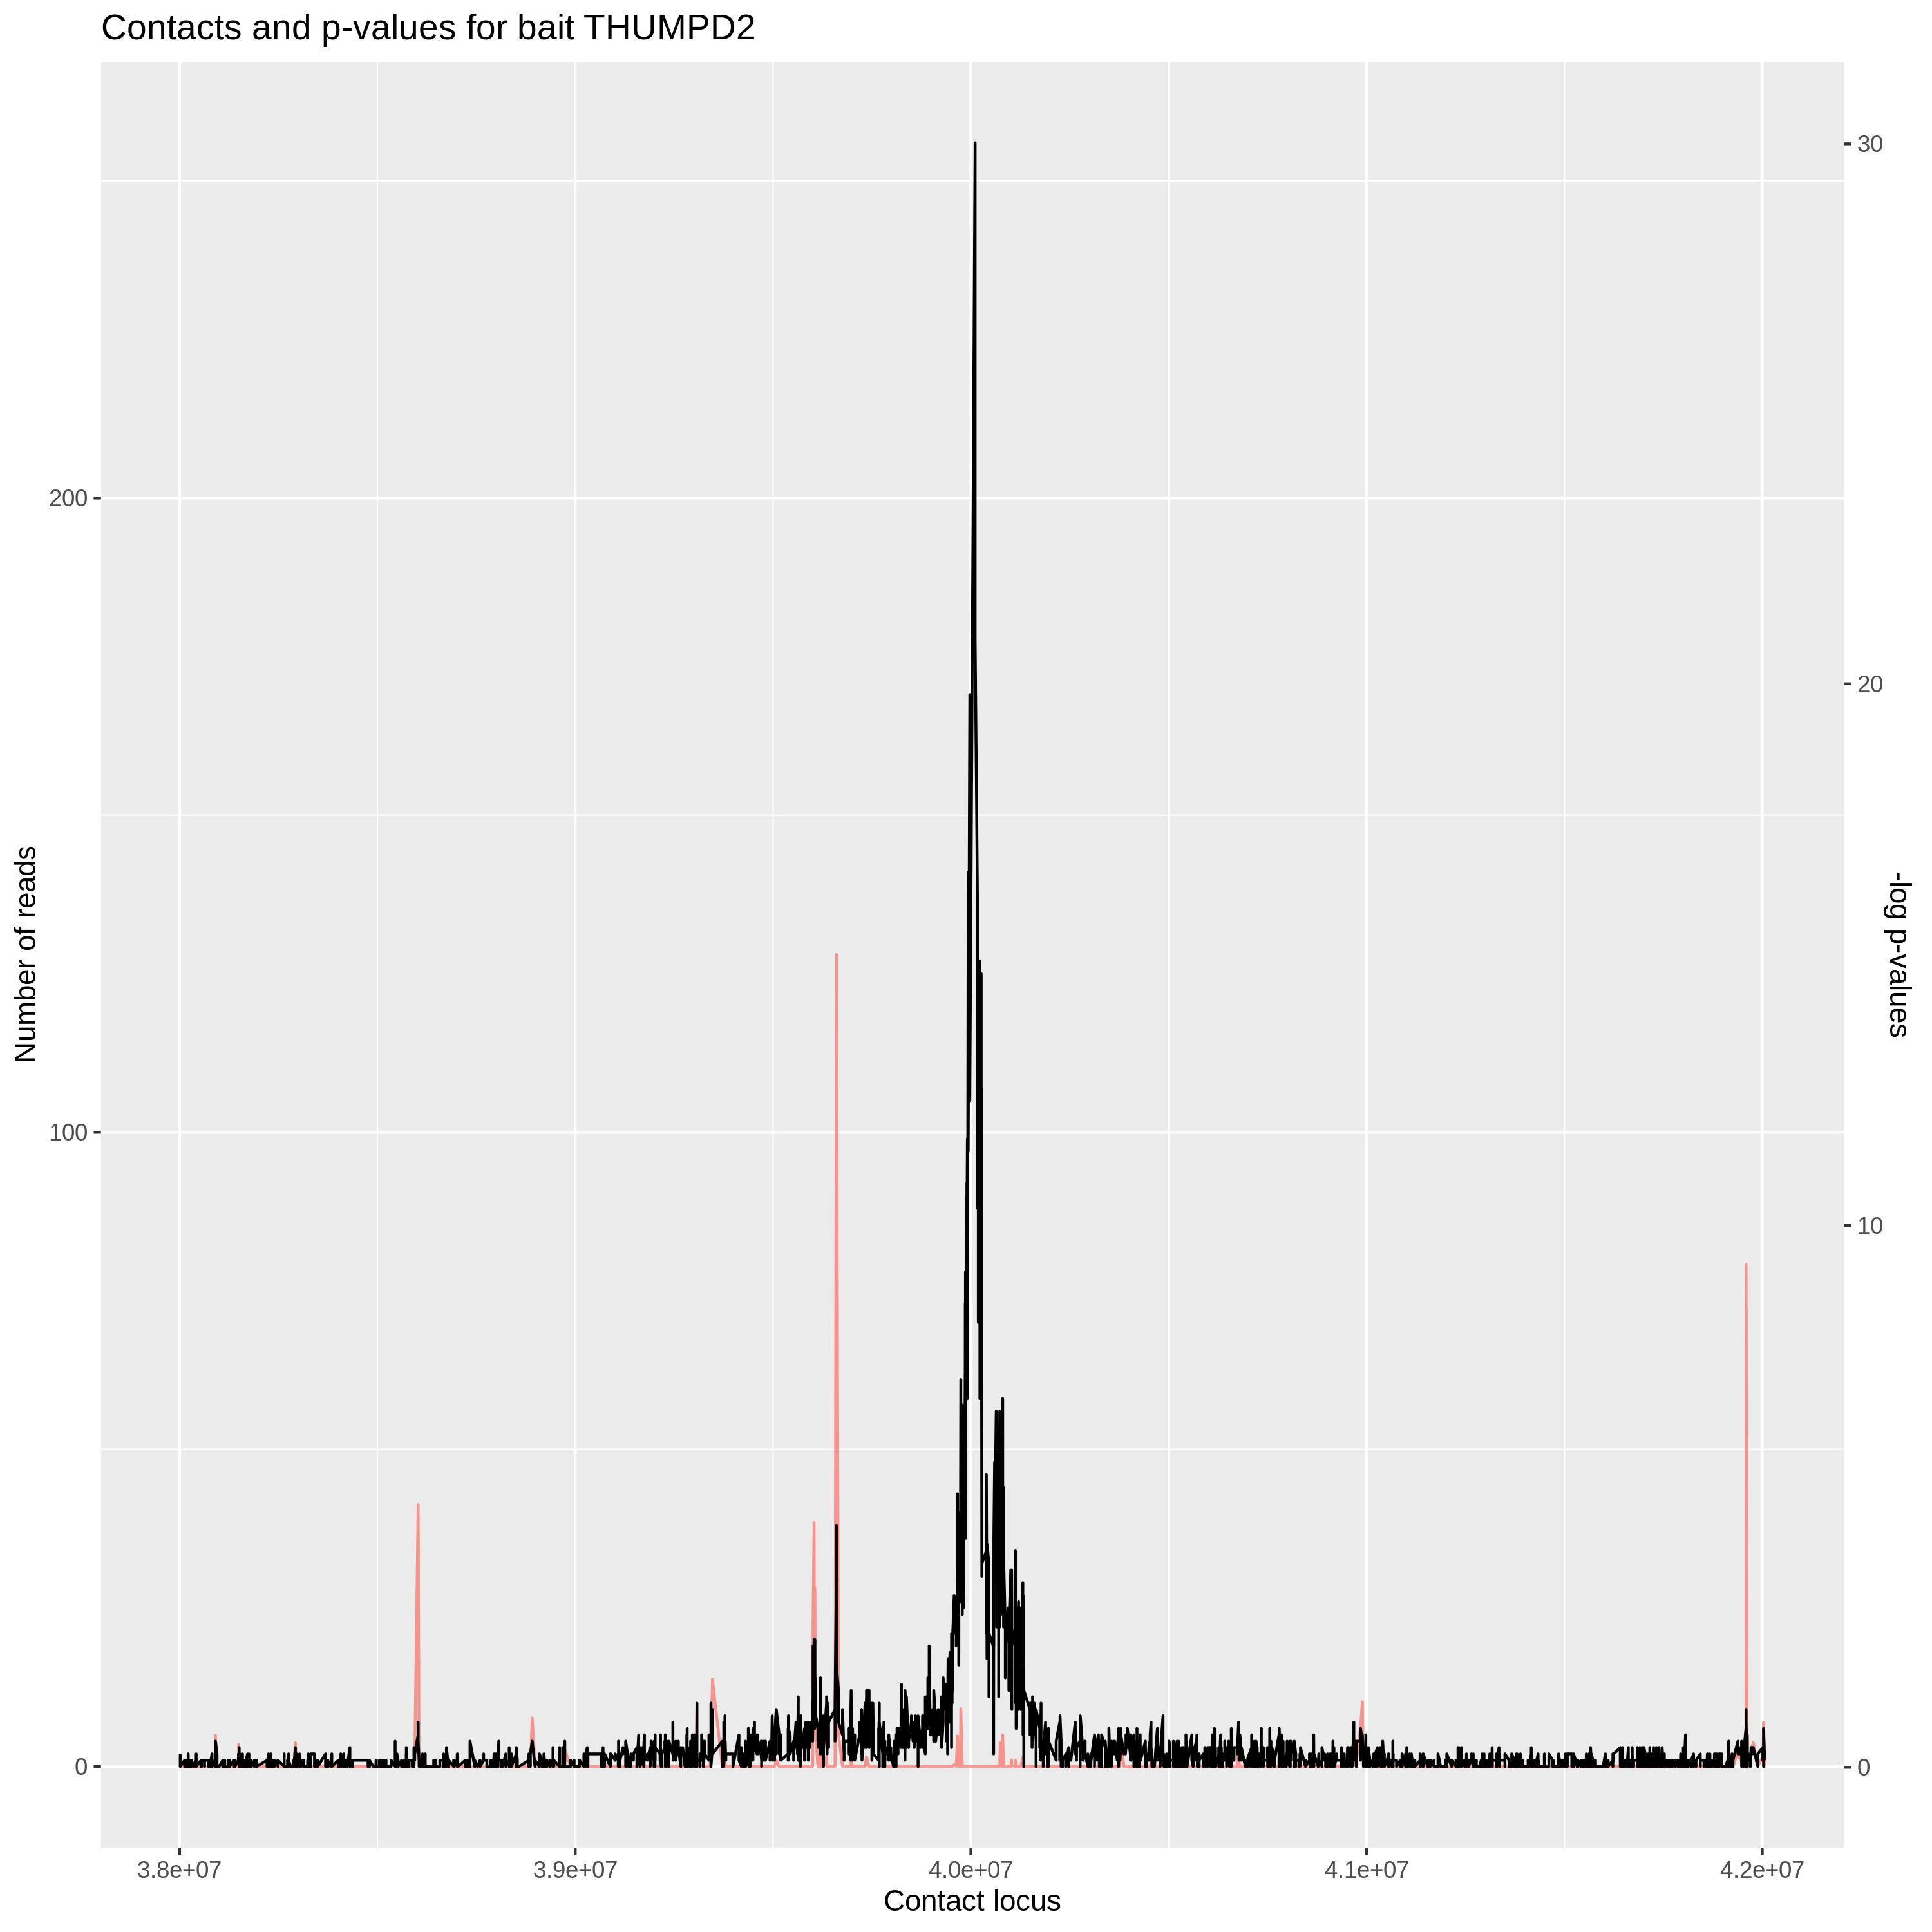 Contacts and p-values for bait THUMPD2
Number of reads
200
100
0
30
20
10
0
-log p-values
3.8e+07
3.9e+07
4.0e+07
4.1e+07
4.2e+07
Contact locus